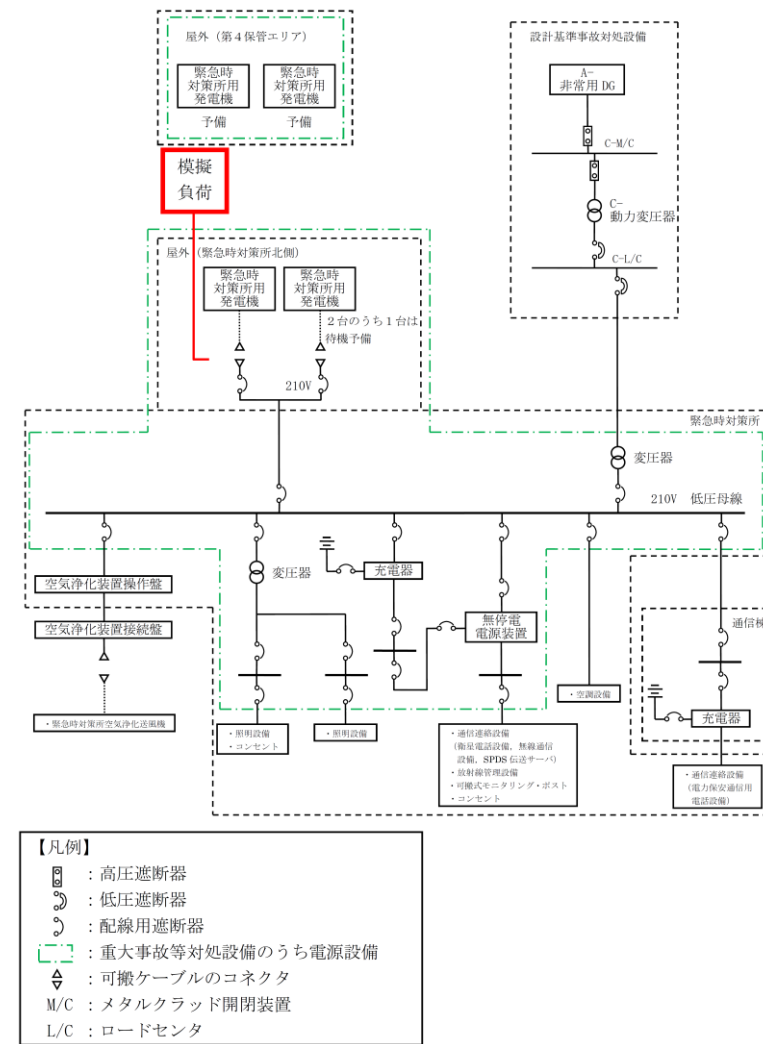 屋外（第４保管エリア）
緊急時
対策所用
発電機
緊急時
対策所用
発電機
予備
予備
模擬
負荷
設計基準事故対処設備
A-
非常用 DG
C-M/C
C-
動力変圧器
C-L/C
屋外（緊急時対策所北側）
緊急時
対策所用
発電機
緊急時
対策所用
発電機
２台のうち１台は
待機予備
210V
緊急時対策所
変圧器
210V 低圧母線
空気浄化装置操作盤
空気浄化装置接続盤
・緊急時対策所空気浄化送風機
変圧器
充電器
無停電
電源装置
・照明設備
・コンセント
・照明設備
・通信連絡設備
（衛星電話設備、無線通信
設備、SPDS 伝送サーバ）
・放射線管理設備
・可搬式モニタリング・ポスト
・コンセント
・空調設備
通信棟
充電器
・通信連絡設備
（電力保安通信用
電話設備）
【凡例】
：高圧遮断器
：低圧遮断器
：配線用遮断器
：重大事故等対処設備のうち電源設備
：可搬ケーブルのコネクタ
M/C ：メタルクラッド開閉装置
L/C ：ロードセンタ